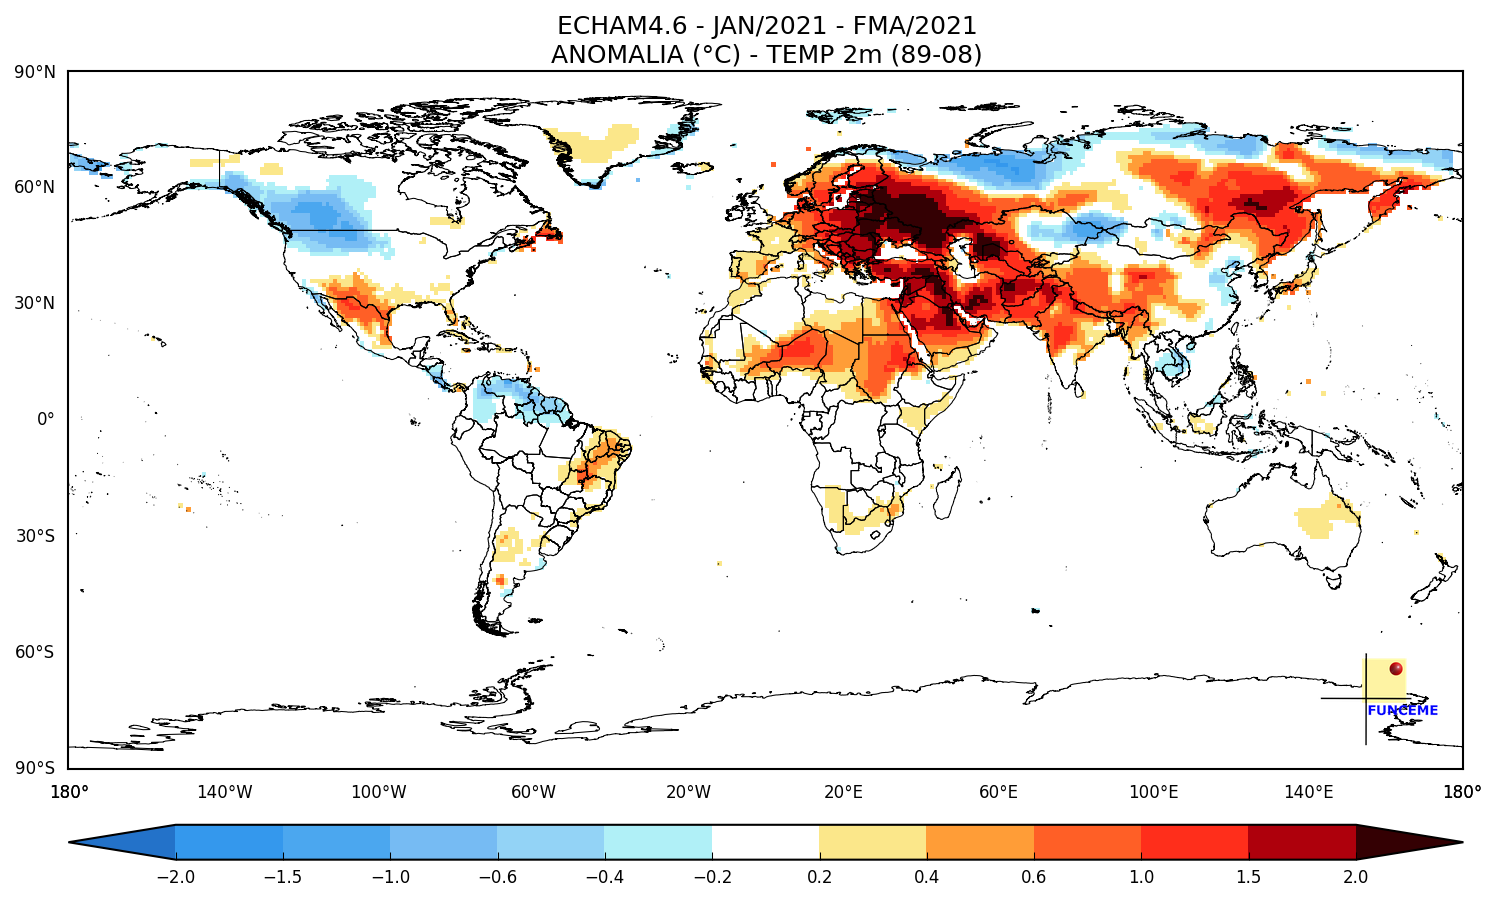 ECHAM4.6 - JAN/2021 - FMA/2021
ANOMALIA (°C) - TEMP 2m (89-08)
90°N
60°N
30°N
0°
30°S
60°S
90°S
FUNCEME
180° 140°W 100°W 60°W 20°W 20°E 60°E 100°E 140°E 180°
−2.0 −1.5 −1.0 −0.6 −0.4 −0.2 0.2 0.4 0.6 1.0 1.5 2.0